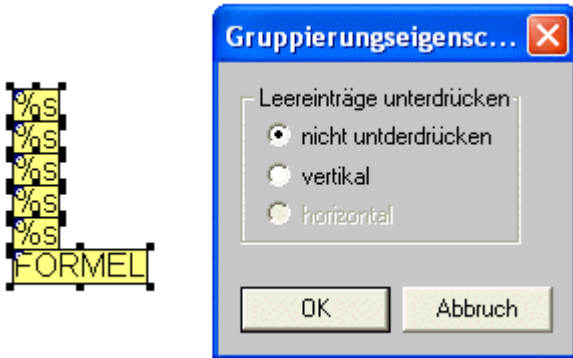 %s
%s
%s
%s
%s
FORMEL
Gruppierungseigensc...
Leereinträge unterdrücken
nicht untderdrücken
vertikal
horizontal
OK
Abbruch